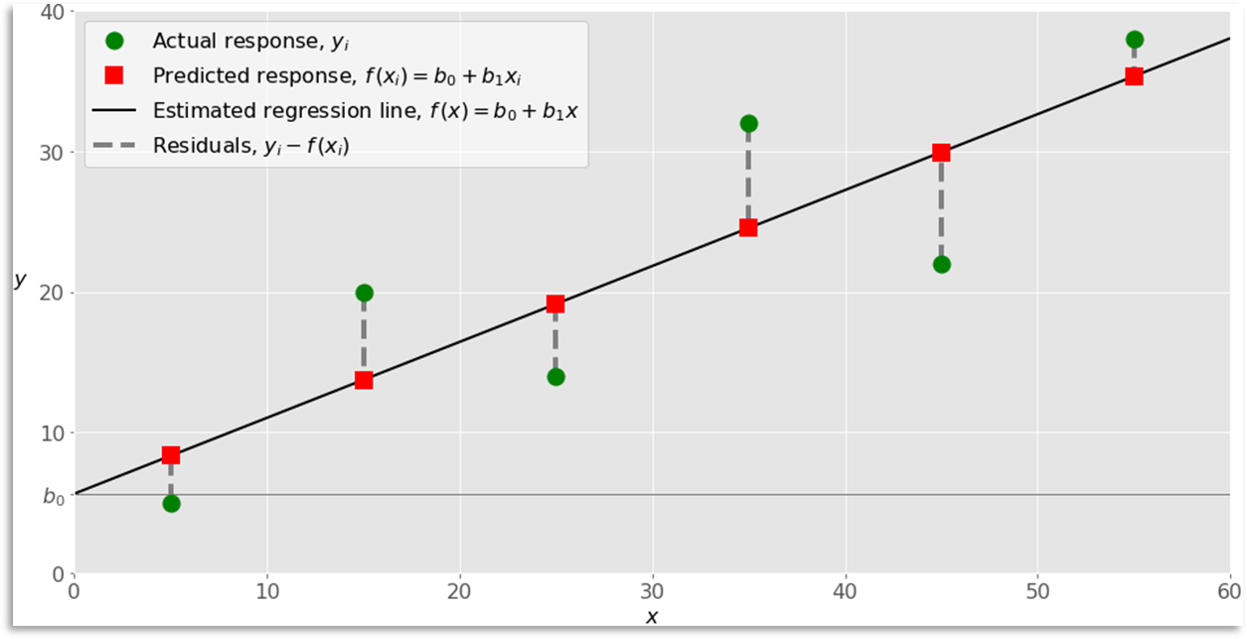 40
Actual response, yᵢ
Predicted response, f(xᵢ) = b₀ + b₁xᵢ
Estimated regression line, f(x) = b₀ + b₁x
Residuals, yᵢ − f(xᵢ)
30
y
20
10
b₀
0
0 10 20 30 40 50 60
x